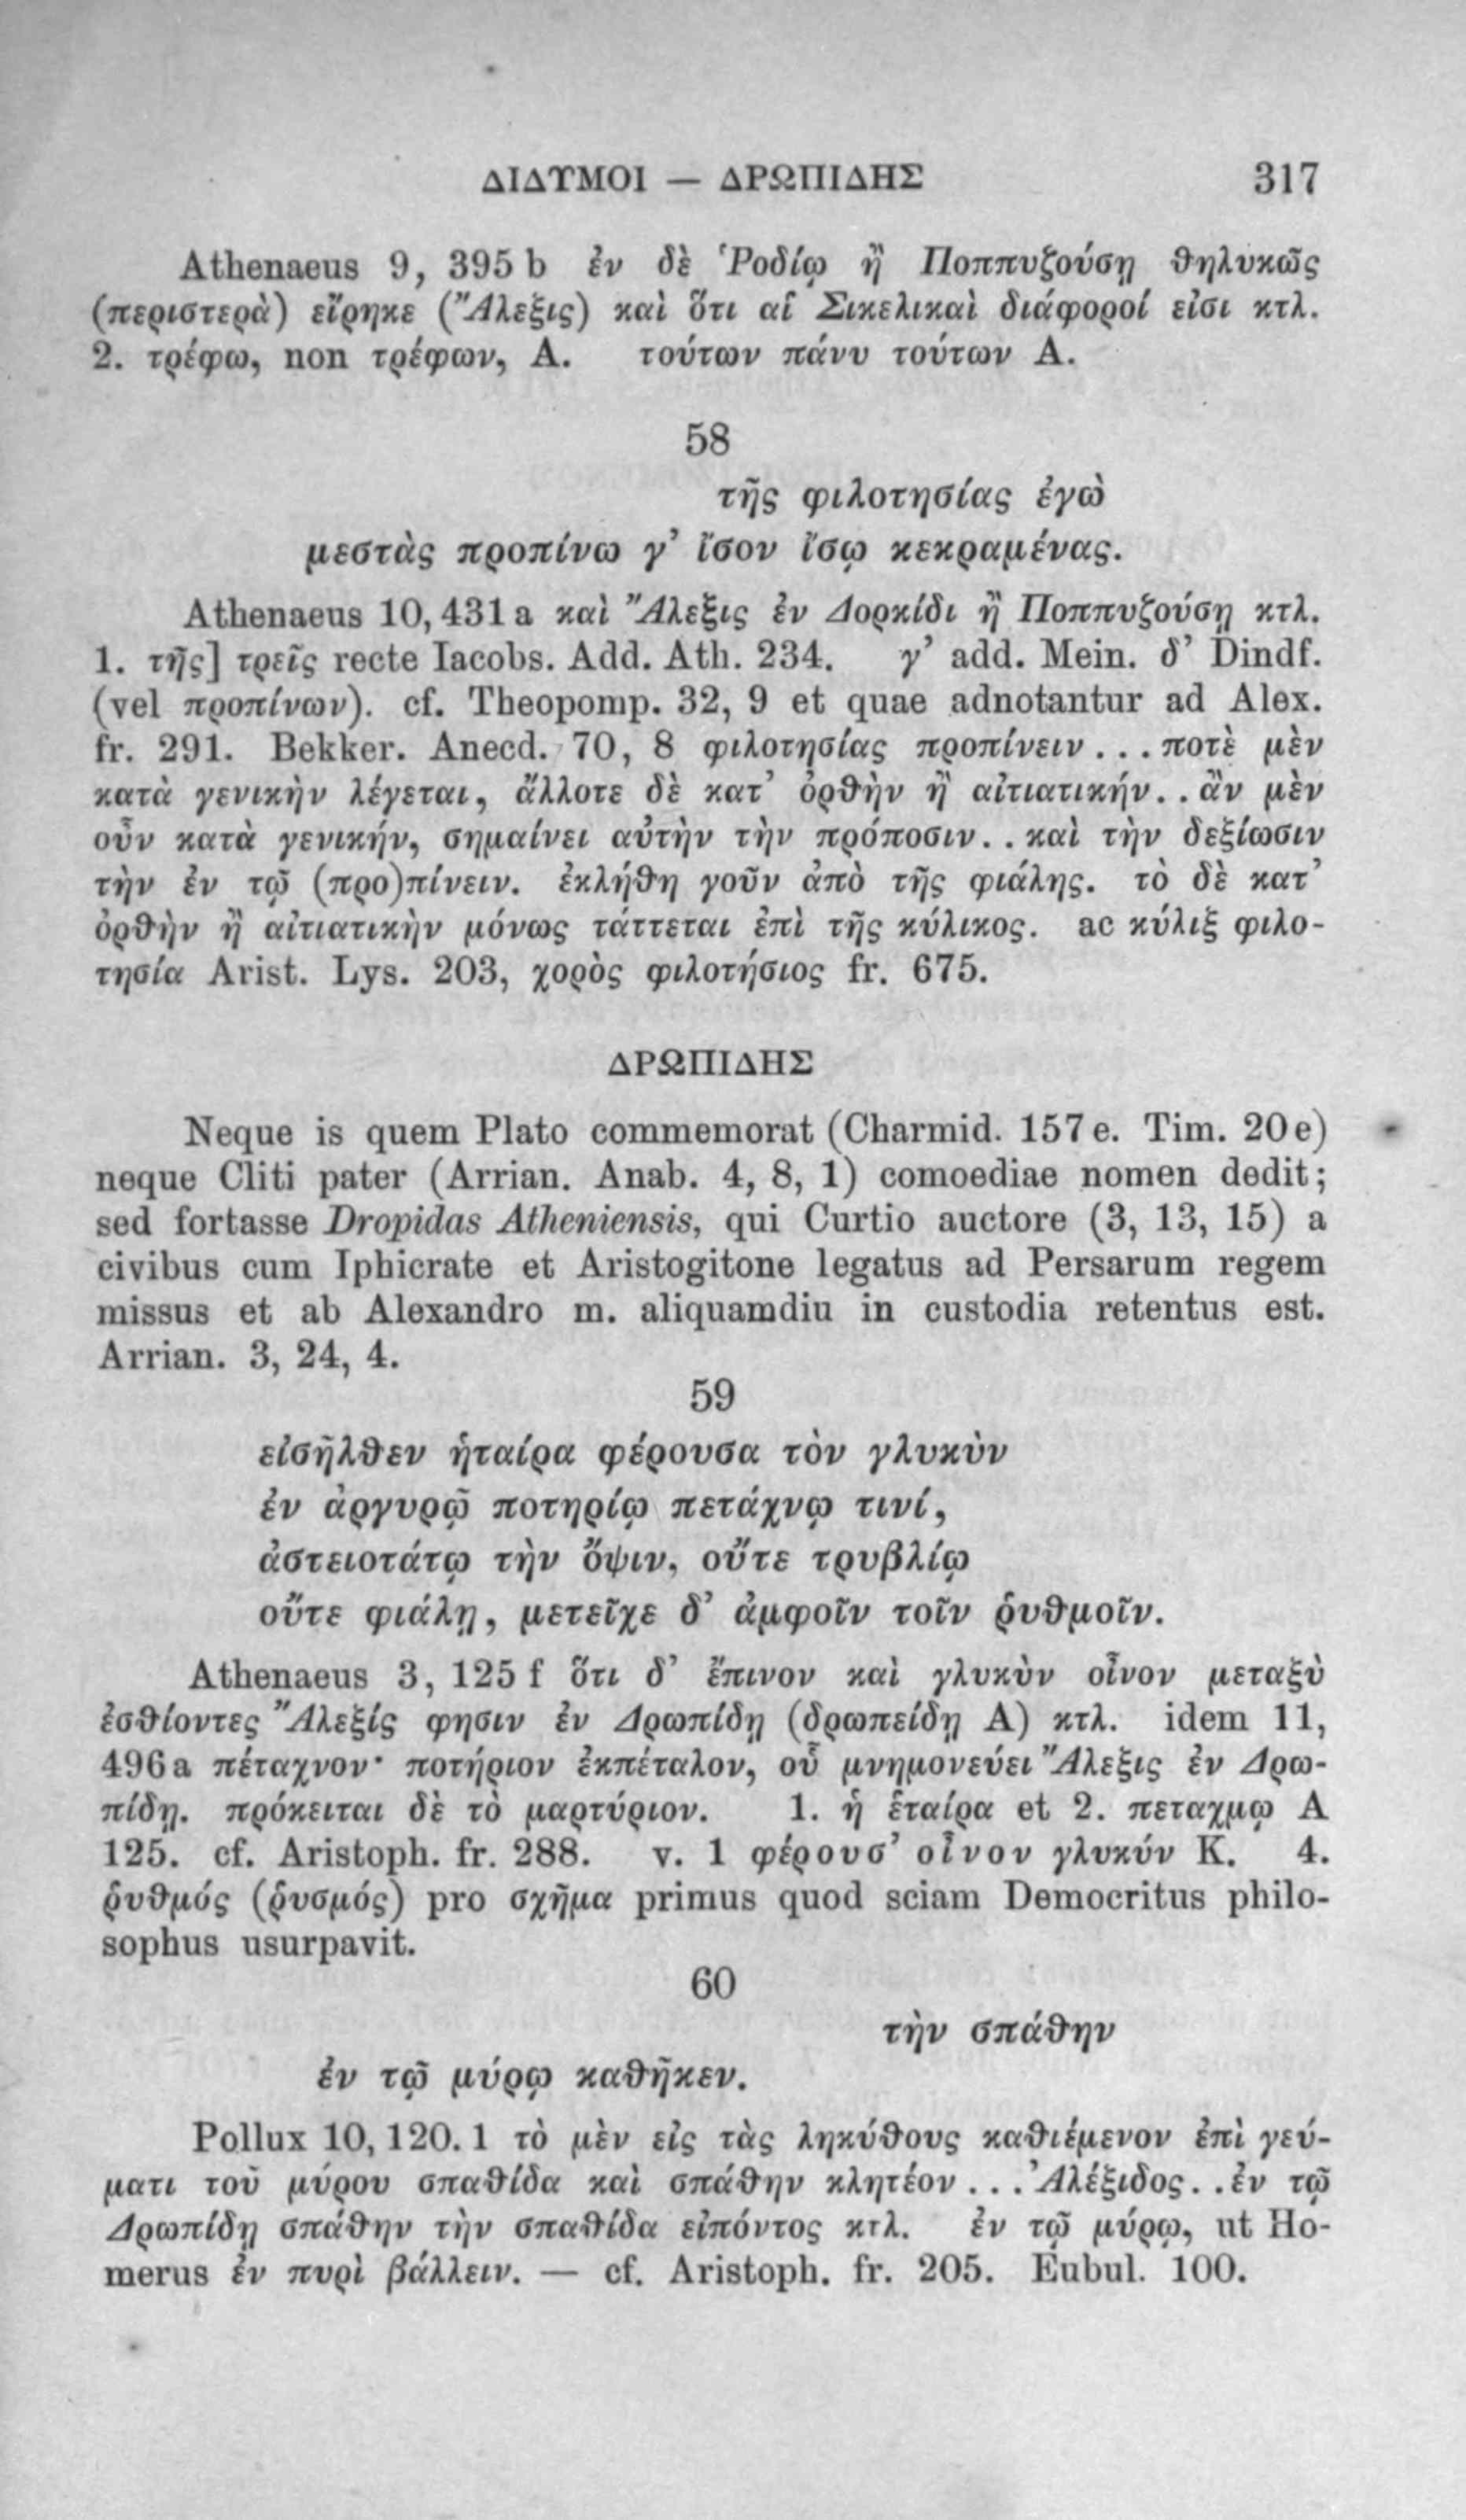 ΔΙΔΥΜΟΙ — ΔΡΩΠΙΔΗΣ 317
Athenaeus 9, 395 b ἐν δὲ Ῥοδίῳ ἢ Ποππυζούσῃ θηλυκῶς
(περιστερὰ) εἴρηκε (Ἄλεξις) καὶ ὅτι αἱ Σικελικαὶ διάφοροί εἰσι κτλ.
2. τρέφω, non τρέφων, A. τούτων πάνυ τούτων A.
58
τῆς φιλοτησίας ἐγὼ
μεστὰς προπίνω γ’ ἴσον ἴσῳ κεκραμένας.
Athenaeus 10, 431 a καὶ Ἄλεξις ἐν Δορκίδι ἢ Ποππυζούσῃ κτλ.
1. τῆς] τρεῖς recte Iacobs. Add. Ath. 234. γ’ add. Mein. δ’ Dindf.
(vel προπίνων). cf. Theopomp. 32, 9 et quae adnotantur ad Alex.
fr. 291. Bekker. Anecd. 70, 8 φιλοτησίας προπίνειν . . . ποτὲ μὲν
κατὰ γενικὴν λέγεται, ἄλλοτε δὲ κατ’ ὀρθὴν ἢ αἰτιατικήν . . ἂν μὲν
οὖν κατὰ γενικήν, σημαίνει αὐτὴν τὴν πρόποσιν . . καὶ τὴν δεξίωσιν
τὴν ἐν τῷ (προ)πίνειν. ἐκλήθη γοῦν ἀπὸ τῆς φιάλης. τὸ δὲ κατ’
ὀρθὴν ἢ αἰτιατικὴν μόνως τάττεται ἐπὶ τῆς κύλικος. ac κύλιξ φιλο-
τησία Arist. Lys. 203, χορὸς φιλοτήσιος fr. 675.
ΔΡΩΠΙΔΗΣ
Neque is quem Plato commemorat (Charmid. 157 e. Tim. 20 e)
neque Cliti pater (Arrian. Anab. 4, 8, 1) comoediae nomen dedit;
sed fortasse Dropidas Atheniensis, qui Curtio auctore (3, 13, 15) a
civibus cum Iphicrate et Aristogitone legatus ad Persarum regem
missus et ab Alexandro m. aliquamdiu in custodia retentus est.
Arrian. 3, 24, 4.
59
εἰσῆλθεν ἡταίρα φέρουσα τὸν γλυκὺν
ἐν ἀργυρῷ ποτηρίῳ πετάχνῳ τινί,
ἀστειοτάτῳ τὴν ὄψιν, οὔτε τρυβλίῳ
οὔτε φιάλῃ, μετεῖχε δ’ ἀμφοῖν τοῖν ῥυθμοῖν.
Athenaeus 3, 125 f ὅτι δ’ ἔπινον καὶ γλυκὺν οἶνον μεταξὺ
ἐσθίοντες Ἄλεξίς φησιν ἐν Δρωπίδῃ (δρωπείδῃ A) κτλ. idem 11,
496 a πέταχνον· ποτήριον ἐκπέταλον, οὗ μνημονεύει Ἄλεξις ἐν Δρω-
πίδῃ. πρόκειται δὲ τὸ μαρτύριον. 1. ἡ ἑταίρα et 2. πεταχμῳ A
125. cf. Aristoph. fr. 288. v. 1 φέρουσ’ οἶνον γλυκύν K. 4.
ῥυθμός (ῥυσμός) pro σχῆμα primus quod sciam Democritus philo-
sophus usurpavit.
60
τὴν σπάθην
ἐν τῷ μύρῳ καθῆκεν.
Pollux 10, 120. 1 τὸ μὲν εἰς τὰς ληκύθους καθιέμενον ἐπὶ γεύ-
ματι τοῦ μύρου σπαθίδα καὶ σπάθην κλητέον . . . Ἀλέξιδος . . ἐν τῷ
Δρωπίδῃ σπάθην τὴν σπαθίδα εἰπόντος κτλ. ἐν τῷ μύρῳ, ut Ho-
merus ἐν πυρὶ βάλλειν. — cf. Aristoph. fr. 205. Eubul. 100.